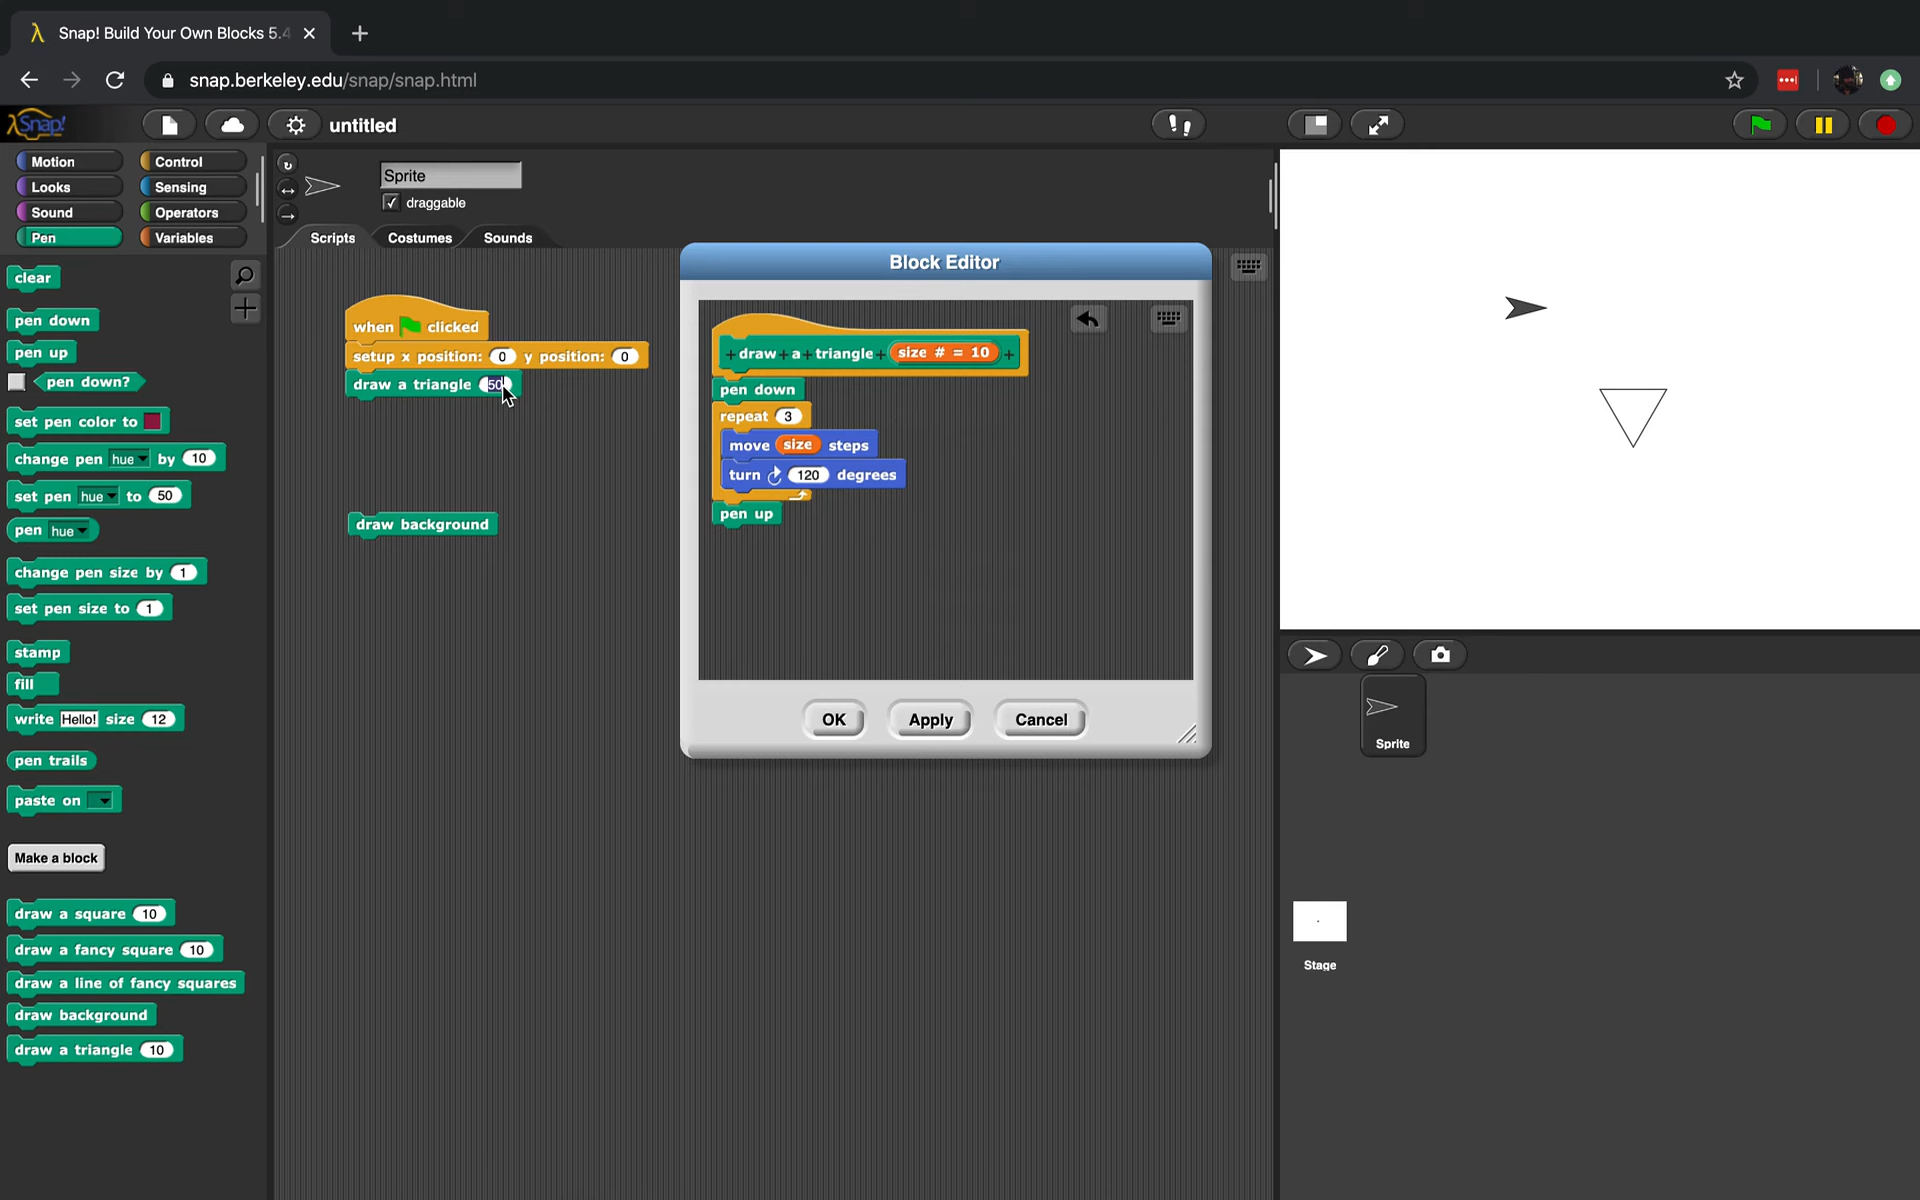 Snap! Build Your Own Blocks 5.4
snap.berkeley.edu/snap/snap.html
Snap!
untitled
Motion
Control
Looks
Sensing
Sound
Operators
Pen
Variables
Sprite
draggable
Scripts
Costumes
Sounds
clear
pen down
pen up
pen down?
set pen color to
change pen hue by 10
set pen hue to 50
pen hue
change pen size by 1
set pen size to 1
stamp
fill
write Hello! size 12
pen trails
paste on
Make a block
draw a square 10
draw a fancy square 10
draw a line of fancy squares
draw background
draw a triangle 10
when clicked
setup x position: 0 y position: 0
draw a triangle 50
draw background
Block Editor
+ draw + a + triangle + size # = 10 +
pen down
repeat 3
move size steps
turn 120 degrees
pen up
OK
Apply
Cancel
Sprite
Stage